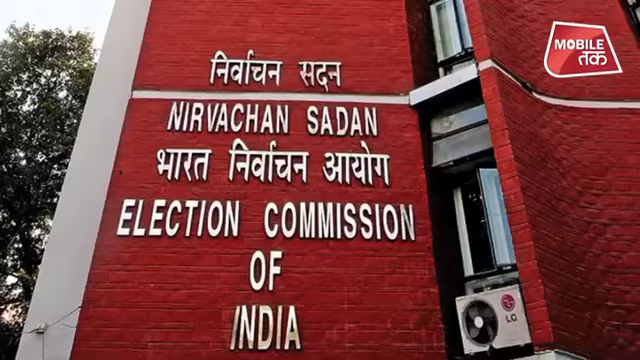 MOBILE
तक
निर्वाचन सदन
NIRVACHAN SADAN
भारत निर्वाचन आयोग
ELECTION COMMISSION
OF
INDIA
LG